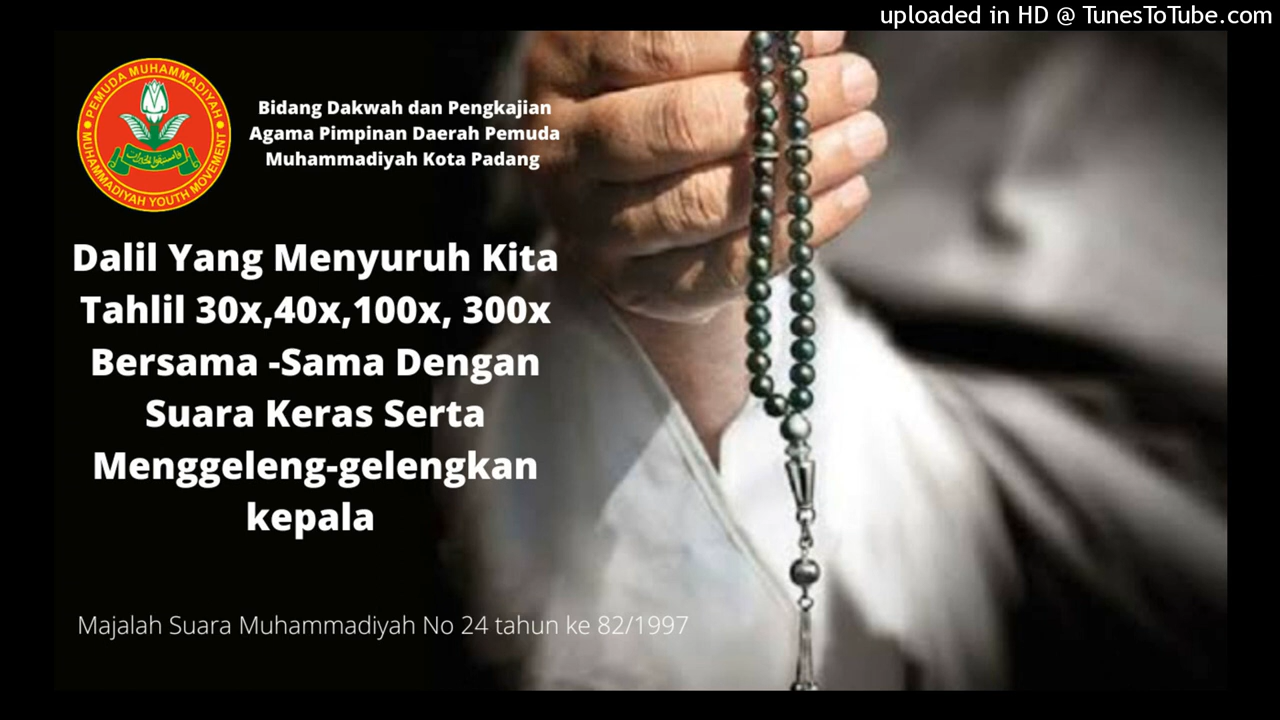 uploaded in HD @ TunesToTube.com
PEMUDA MUHAMMADIYAH
MUHAMMADIYAH YOUTH MOVEMENT
Bidang Dakwah dan Pengkajian
Agama Pimpinan Daerah Pemuda
Muhammadiyah Kota Padang
Dalil Yang Menyuruh Kita
Tahlil 30x,40x,100x, 300x
Bersama -Sama Dengan
Suara Keras Serta
Menggeleng-gelengkan
kepala
Majalah Suara Muhammadiyah No 24 tahun ke 82/1997